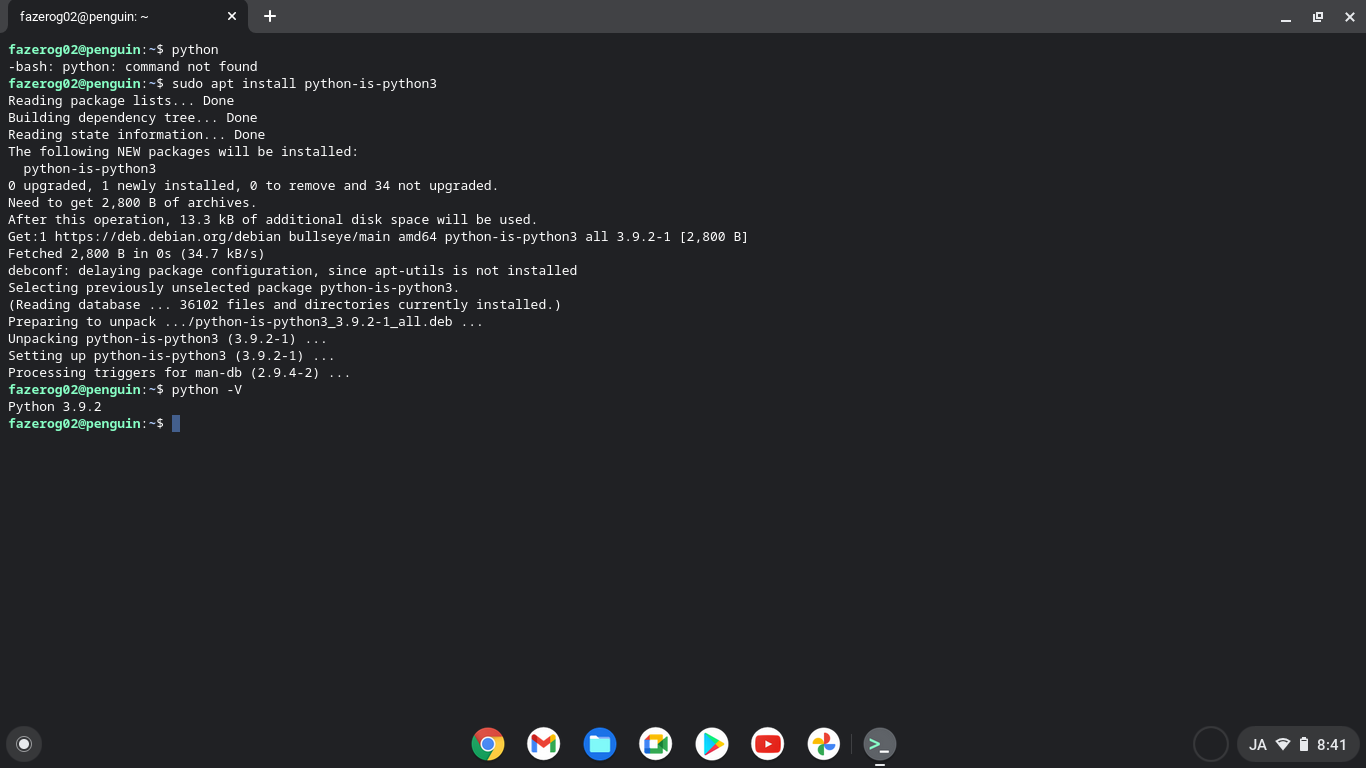 fazerog02@penguin: ~
fazerog02@penguin:~$ python
-bash: python: command not found
fazerog02@penguin:~$ sudo apt install python-is-python3
Reading package lists... Done
Building dependency tree... Done
Reading state information... Done
The following NEW packages will be installed:
  python-is-python3
0 upgraded, 1 newly installed, 0 to remove and 34 not upgraded.
Need to get 2,800 B of archives.
After this operation, 13.3 kB of additional disk space will be used.
Get:1 https://deb.debian.org/debian bullseye/main amd64 python-is-python3 all 3.9.2-1 [2,800 B]
Fetched 2,800 B in 0s (34.7 kB/s)
debconf: delaying package configuration, since apt-utils is not installed
Selecting previously unselected package python-is-python3.
(Reading database ... 36102 files and directories currently installed.)
Preparing to unpack .../python-is-python3_3.9.2-1_all.deb ...
Unpacking python-is-python3 (3.9.2-1) ...
Setting up python-is-python3 (3.9.2-1) ...
Processing triggers for man-db (2.9.4-2) ...
fazerog02@penguin:~$ python -V
Python 3.9.2
fazerog02@penguin:~$
JA 8:41